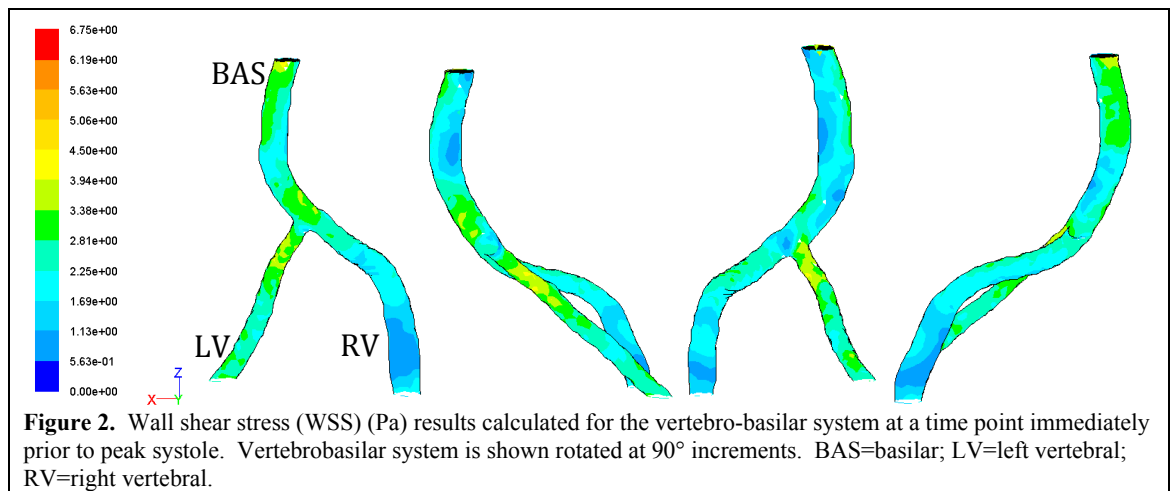 6.75e+00
6.19e+00
5.63e+00
5.06e+00
4.50e+00
3.94e+00
3.38e+00
2.81e+00
2.25e+00
1.69e+00
1.13e+00
5.63e-01
0.00e+00
BAS
LV
RV
Z
X
Y
Figure 2. Wall shear stress (WSS) (Pa) results calculated for the vertebro-basilar system at a time point immediately
prior to peak systole. Vertebrobasilar system is shown rotated at 90° increments. BAS=basilar; LV=left vertebral;
RV=right vertebral.